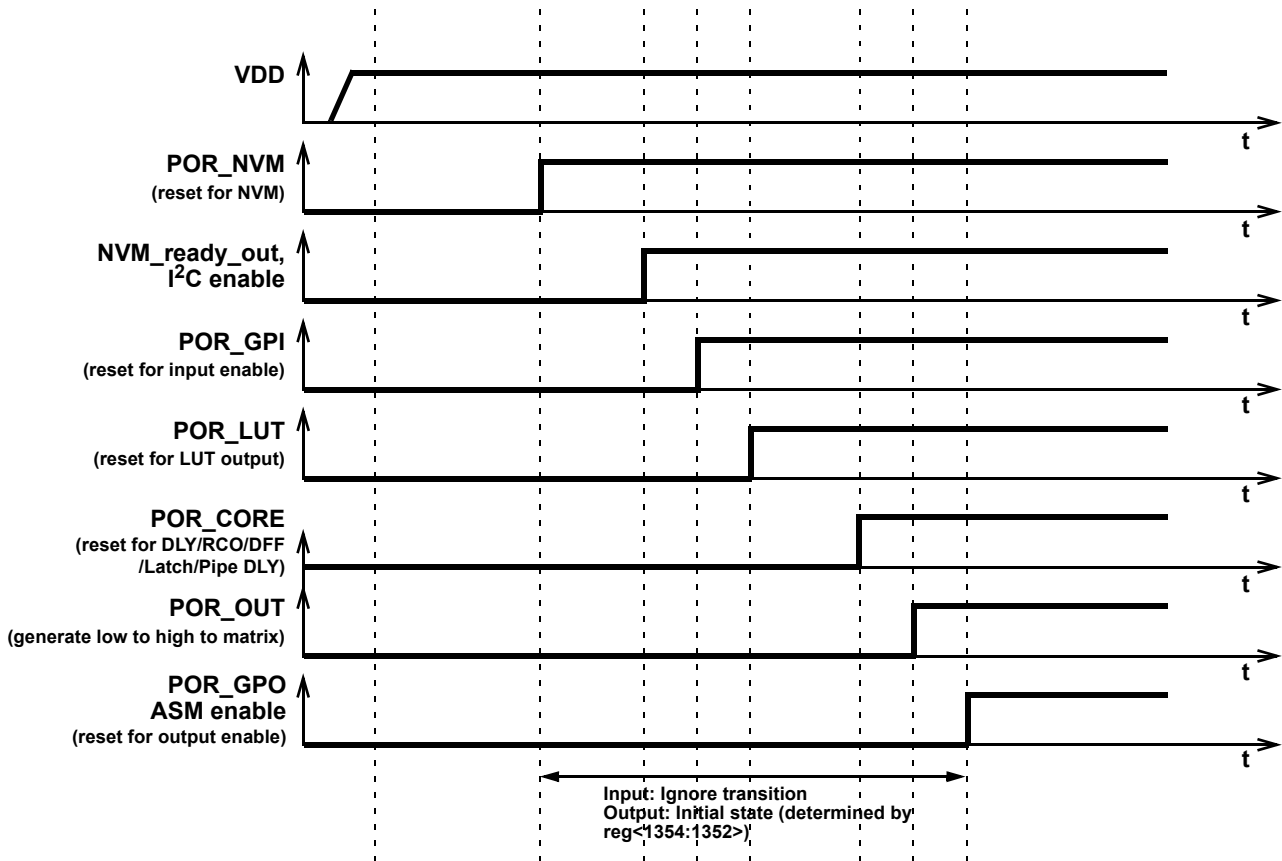 VDD
t
POR_NVM
(reset for NVM)
t
NVM_ready_out,
I²C enable
t
POR_GPI
(reset for input enable)
t
POR_LUT
(reset for LUT output)
t
POR_CORE
(reset for DLY/RCO/DFF
/Latch/Pipe DLY)
t
POR_OUT
(generate low to high to matrix)
t
POR_GPO
ASM enable
(reset for output enable)
t
Input: Ignore transition
Output: Initial state (determined by
reg<1354:1352>)